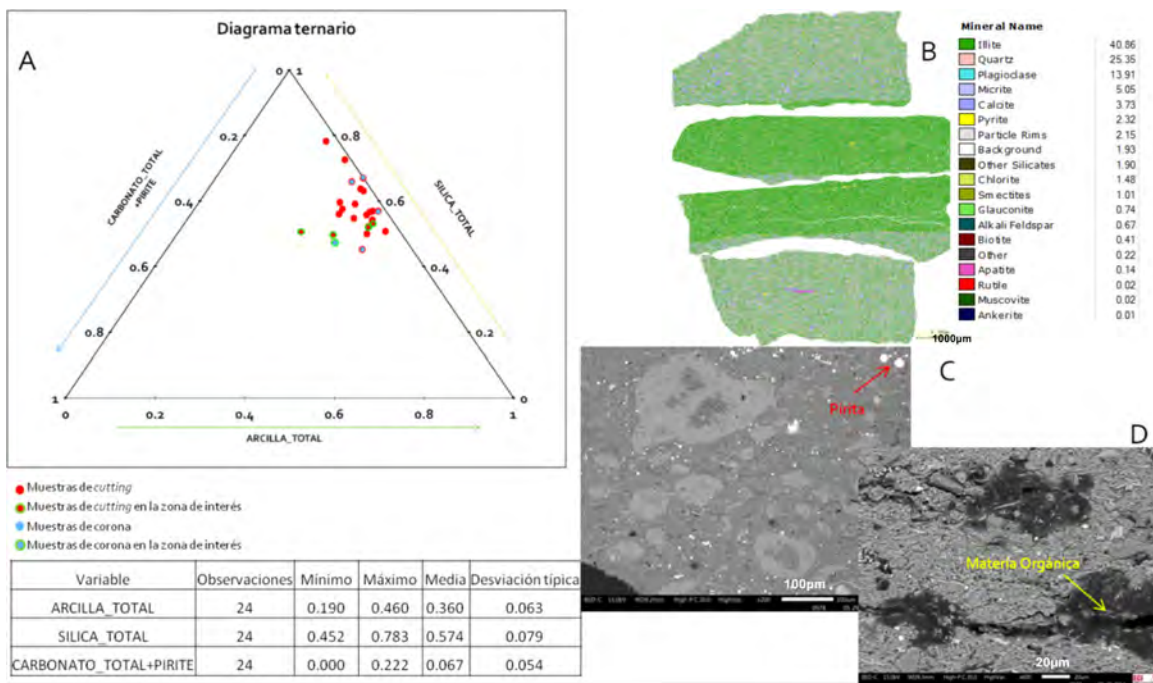 Diagrama ternario
A
0 1
0.2 0.8
CARBONATO_TOTAL
+PIRITE
SILICA_TOTAL
0.4 0.6
0.6 0.4
0.8 0.2
1 0
0 0.2 0.4 0.6 0.8 1
ARCILLA_TOTAL
Muestras de cutting
Muestras de cutting en la zona de interés
Muestras de corona
Muestras de corona en la zona de interés
Variable Observaciones Mínimo Máximo Media Desviación típica
ARCILLA_TOTAL 24 0.190 0.460 0.360 0.063
SILICA_TOTAL 24 0.452 0.783 0.574 0.079
CARBONATO_TOTAL+PIRITE 24 0.000 0.222 0.067 0.054
B
Mineral Name
Illite 40.86
Quartz 25.35
Plagioclase 13.91
Micrite 5.05
Calcite 3.73
Pyrite 2.32
Particle Rims 2.15
Background 1.93
Other Silicates 1.90
Chlorite 1.48
Smectites 1.01
Glauconite 0.74
Alkali Feldspar 0.67
Biotite 0.41
Other 0.22
Apatite 0.14
Rutile 0.02
Muscovite 0.02
Ankerite 0.01
1000µm
C
Pirita
100µm
D
Matería Orgánica
20µm